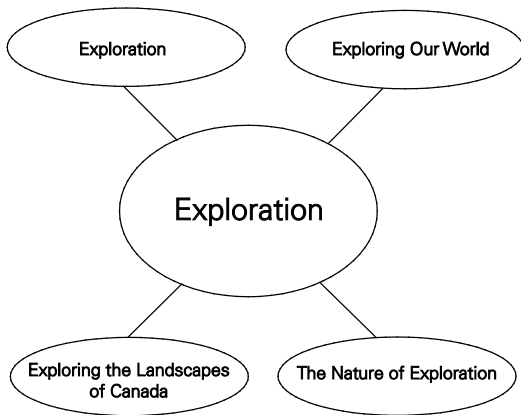 Exploration
Exploring Our World
Exploration
Exploring the Landscapes
of Canada
The Nature of Exploration